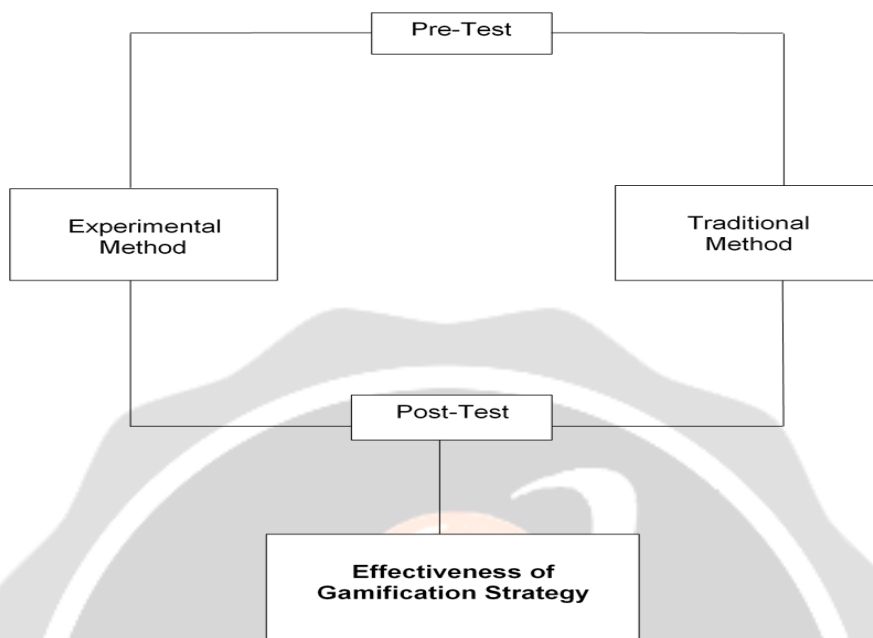 Pre-Test
Experimental
Method
Traditional
Method
Post-Test
Effectiveness of
Gamification Strategy